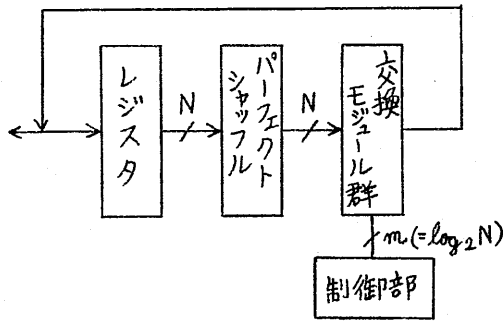 レジスタ
N
パーフェクト
シャッフル
N
交換
モジュール群
m(=log₂N)
制御部